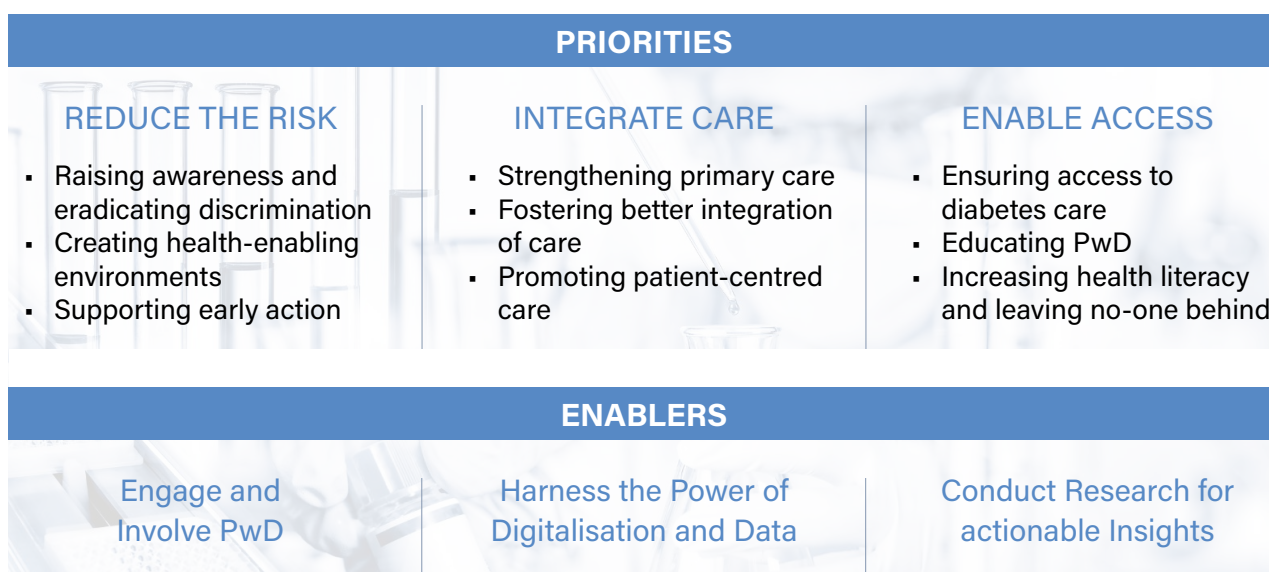 PRIORITIES
REDUCE THE RISK
▪ Raising awareness and
eradicating discrimination
▪ Creating health-enabling
environments
▪ Supporting early action
INTEGRATE CARE
▪ Strengthening primary care
▪ Fostering better integration
of care
▪ Promoting patient-centred
care
ENABLE ACCESS
▪ Ensuring access to
diabetes care
▪ Educating PwD
▪ Increasing health literacy
and leaving no-one behind
ENABLERS
Engage and
Involve PwD
Harness the Power of
Digitalisation and Data
Conduct Research for
actionable Insights